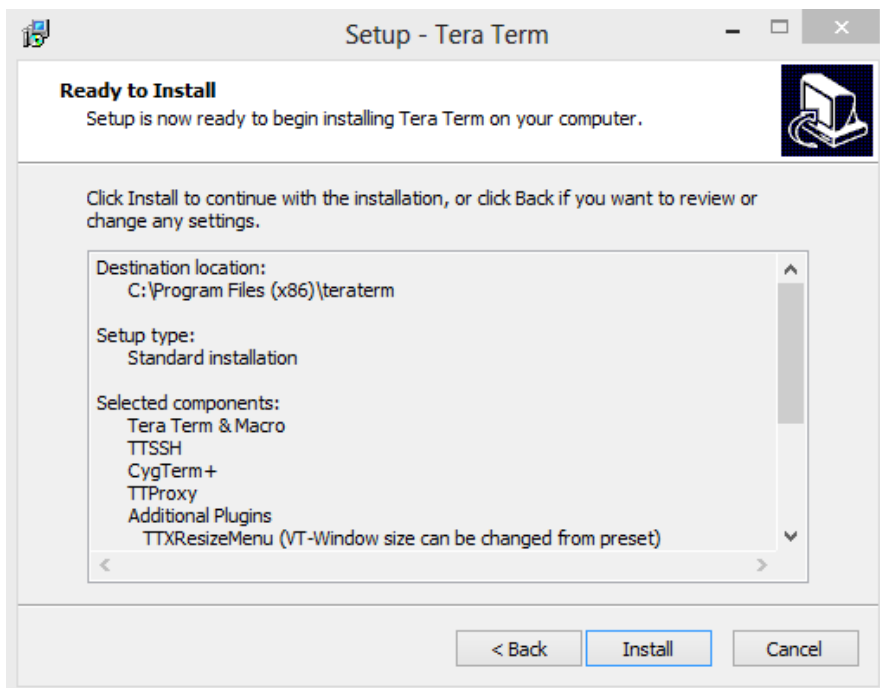 Setup - Tera Term
Ready to Install
Setup is now ready to begin installing Tera Term on your computer.
Click Install to continue with the installation, or click Back if you want to review or
change any settings.
Destination location:
C:\Program Files (x86)\teraterm
Setup type:
Standard installation
Selected components:
Tera Term & Macro
TTSSH
CygTerm+
TTProxy
Additional Plugins
TTXResizeMenu (VT-Window size can be changed from preset)
< Back
Install
Cancel